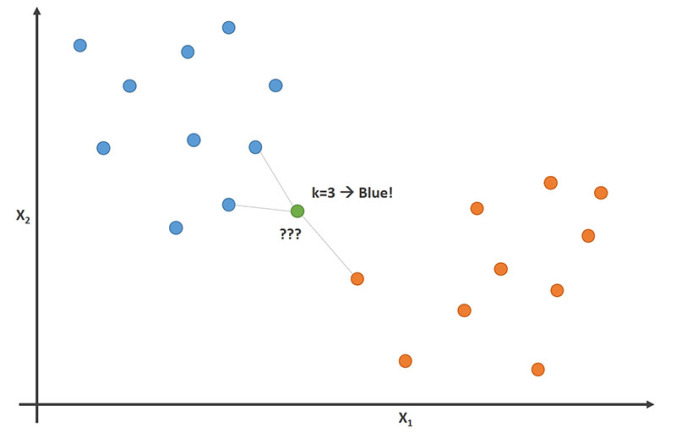 k=3 → Blue!
X₂
???
X₁